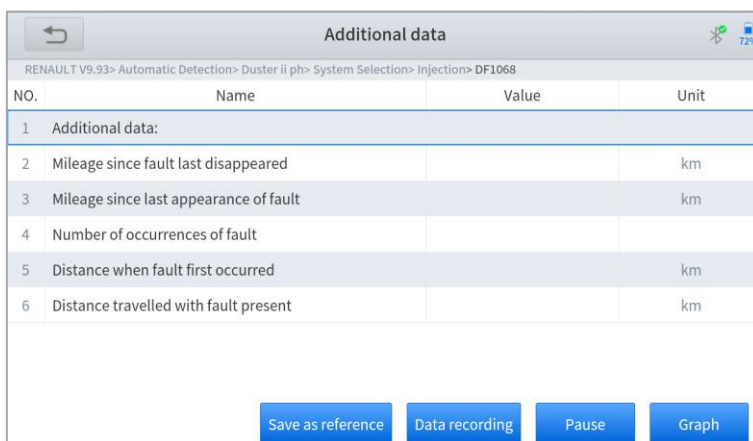 Additional data
72%
RENAULT V9.93> Automatic Detection> Duster ii ph> System Selection> Injection> DF1068
NO. Name Value Unit
1 Additional data:
2 Mileage since fault last disappeared km
3 Mileage since last appearance of fault km
4 Number of occurrences of fault
5 Distance when fault first occurred km
6 Distance travelled with fault present km
Save as reference Data recording Pause Graph